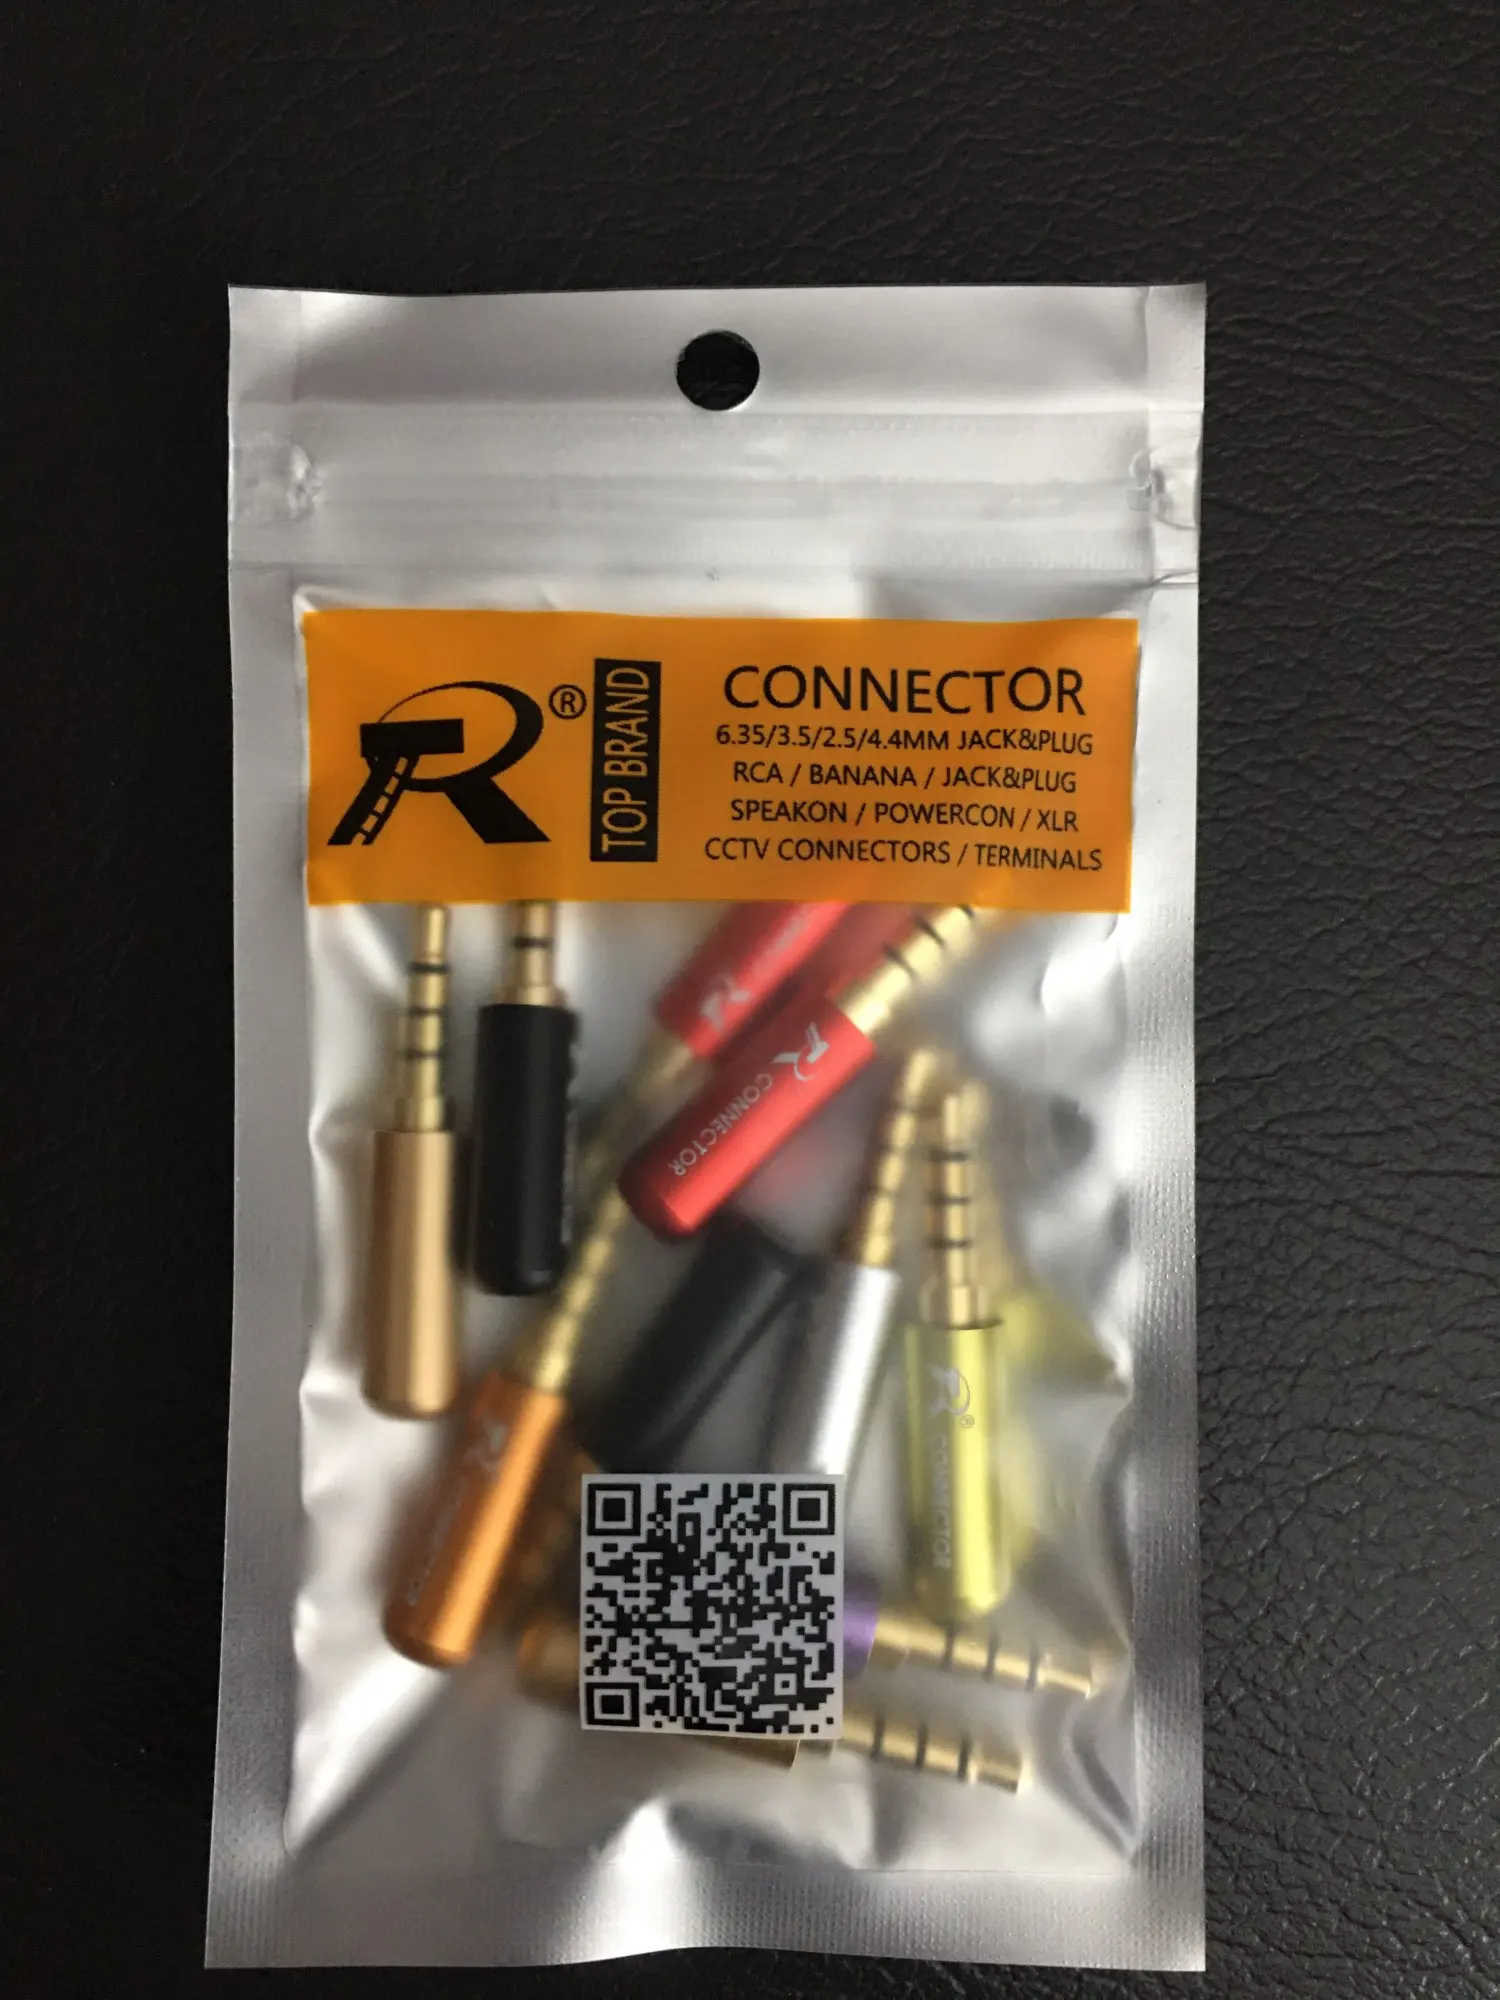 R®
TOP BRAND
CONNECTOR
6.35/3.5/2.5/4.4MM JACK&PLUG
RCA / BANANA / JACK&PLUG
SPEAKON / POWERCON / XLR
CCTV CONNECTORS / TERMINALS
R CONNECTOR
R® CONNECTOR
R CONNECTOR